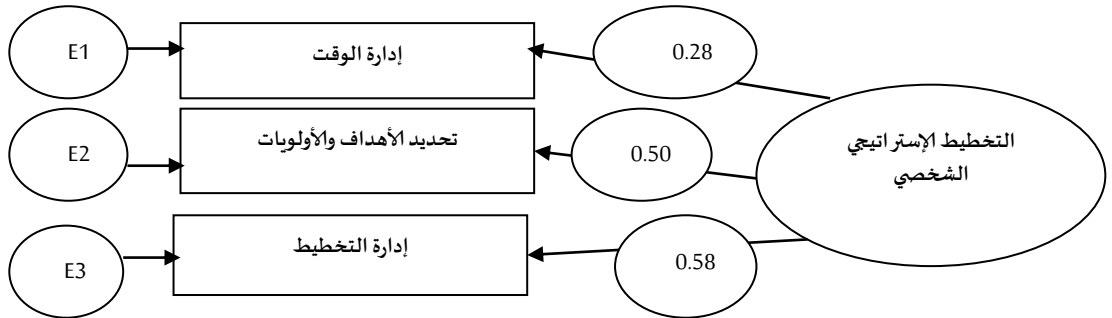 E1
إدارة الوقت
0.28
E2
تحديد الأهداف والأولويات
0.50
التخطيط الإستراتيجي
الشخصي
E3
إدارة التخطيط
0.58